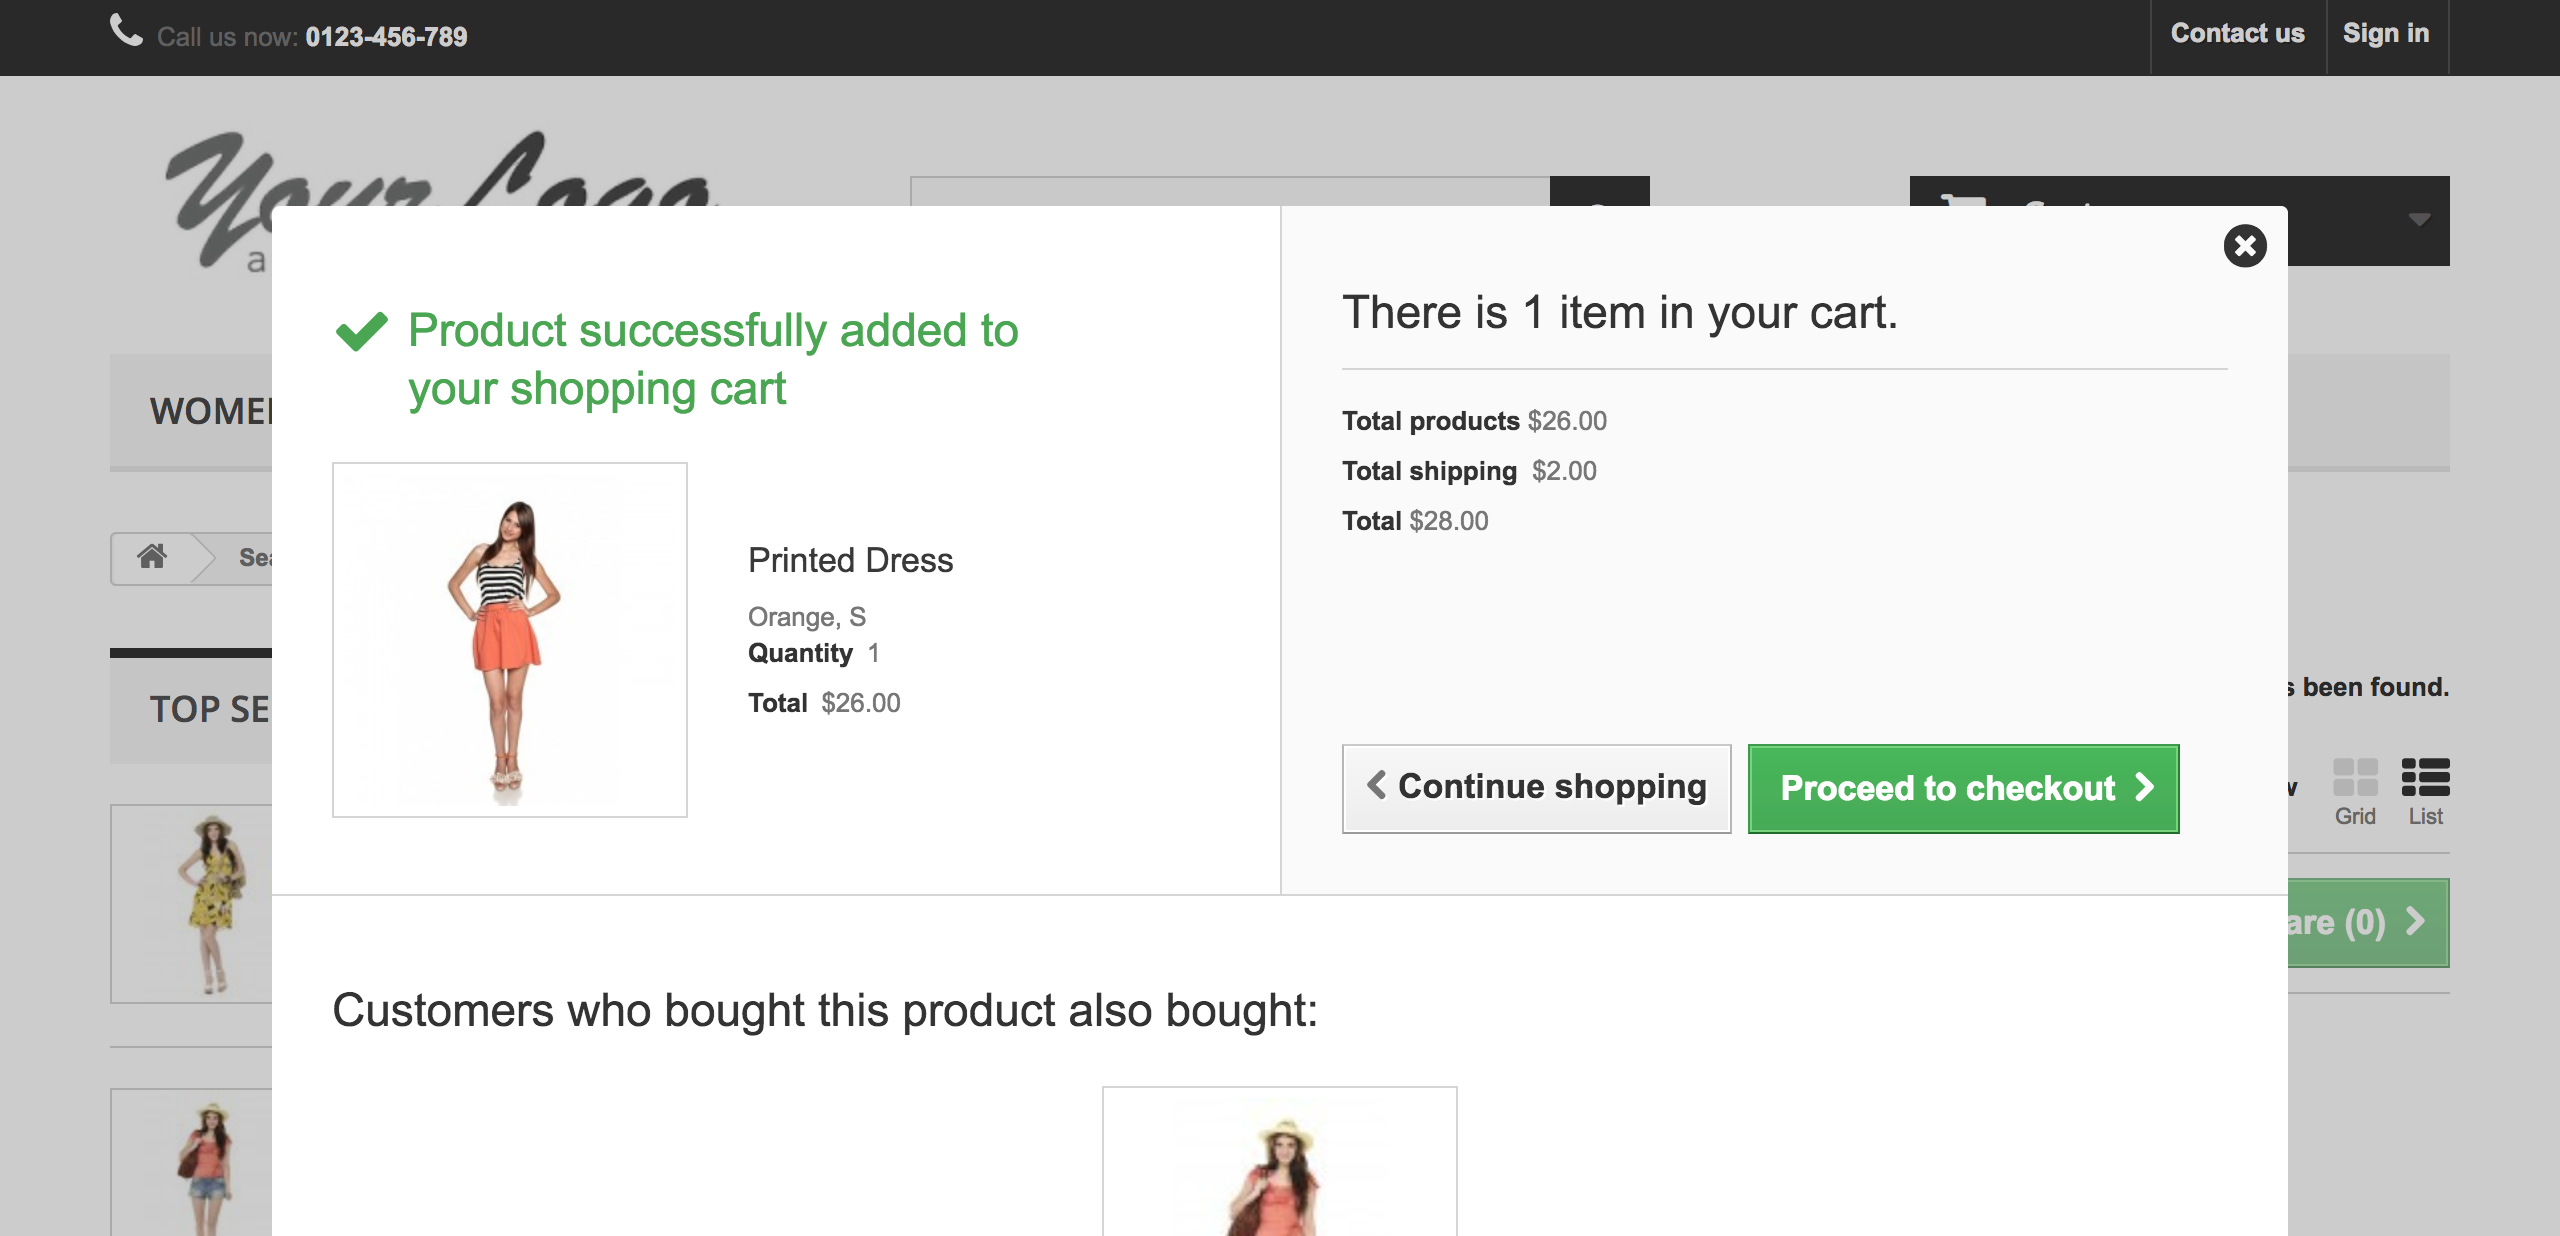 Call us now: 0123-456-789
Contact us
Sign in
Your Logo
a
Product successfully added to
your shopping cart
Printed Dress
Orange, S
Quantity 1
Total $26.00
There is 1 item in your cart.
Total products $26.00
Total shipping $2.00
Total $28.00
Continue shopping
Proceed to checkout
WOME
Sea
TOP SE
s been found.
Grid
List
are (0)
Customers who bought this product also bought: